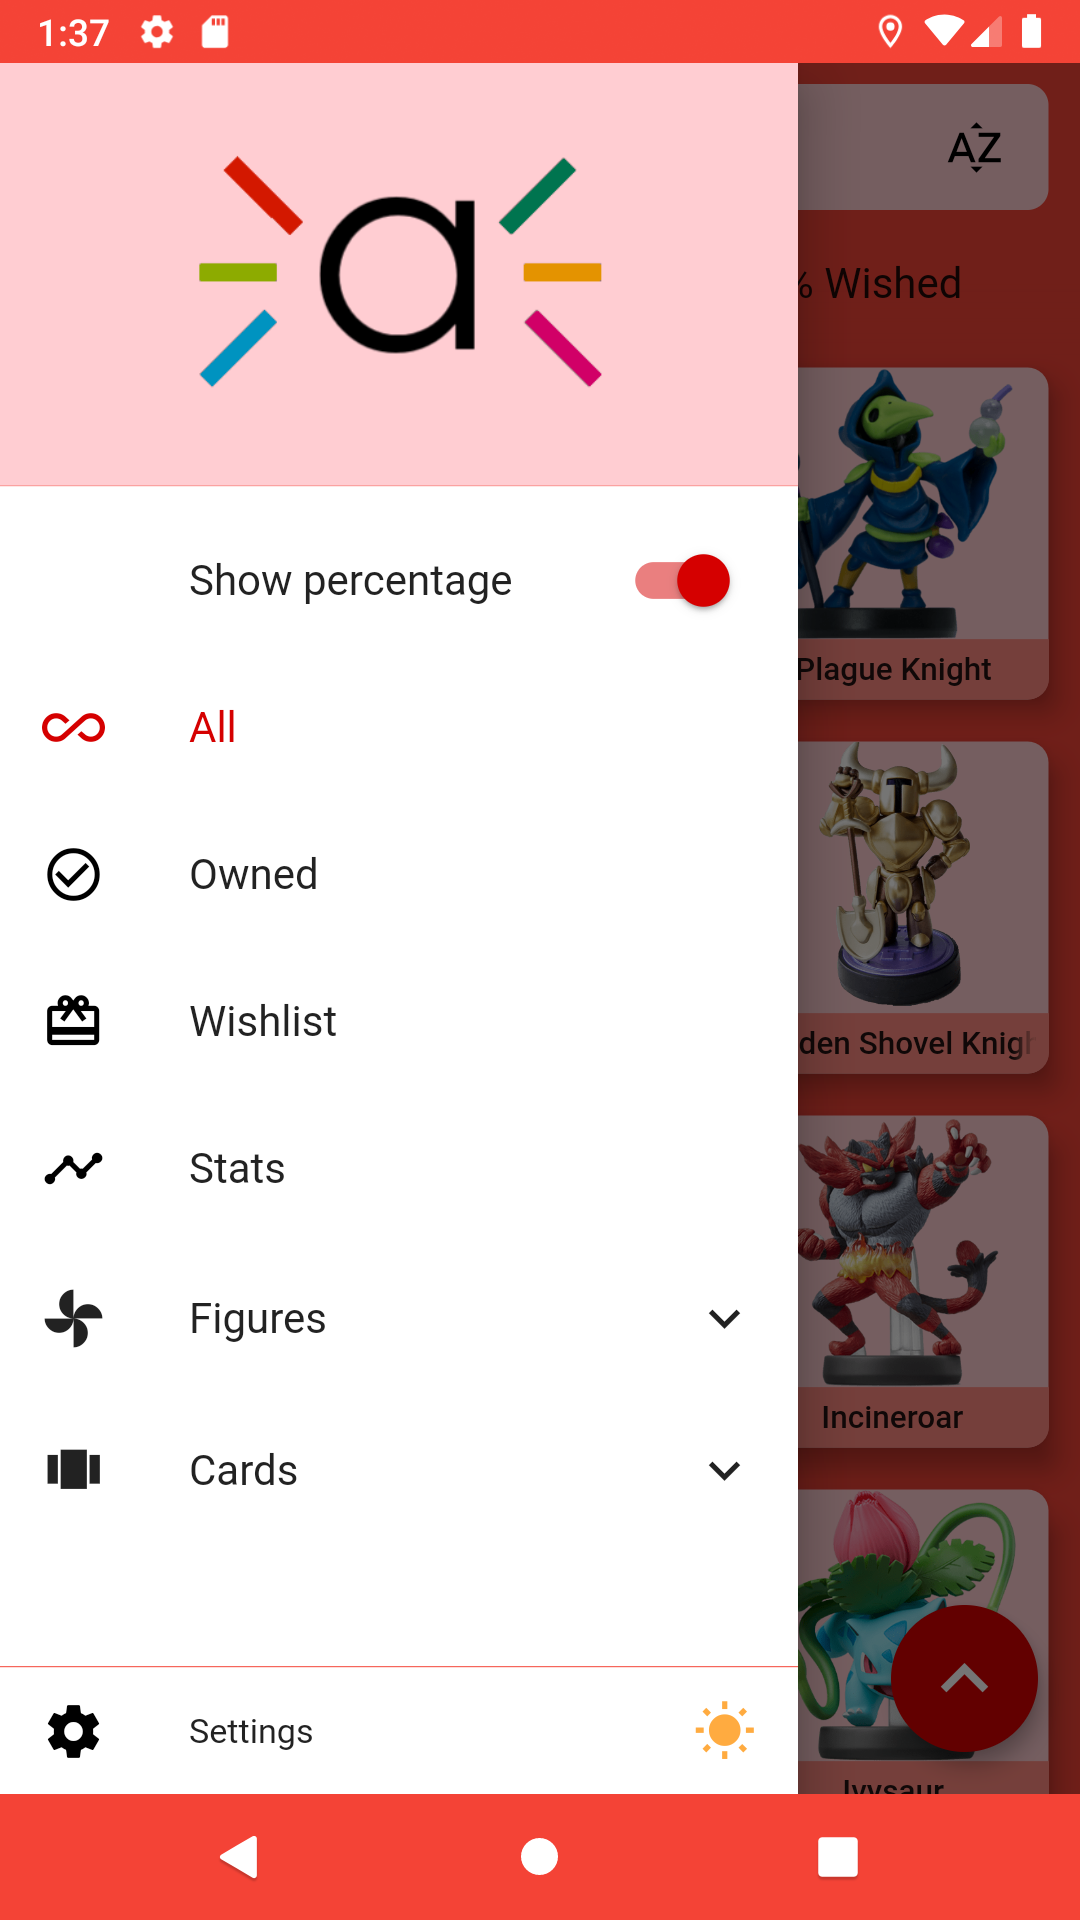 1:37
a
AZ
% Wished
Show percentage
Plague Knight
All
Owned
Wishlist
den Shovel Knigh
Stats
Figures
Incineroar
Cards
Settings
Ivysaur